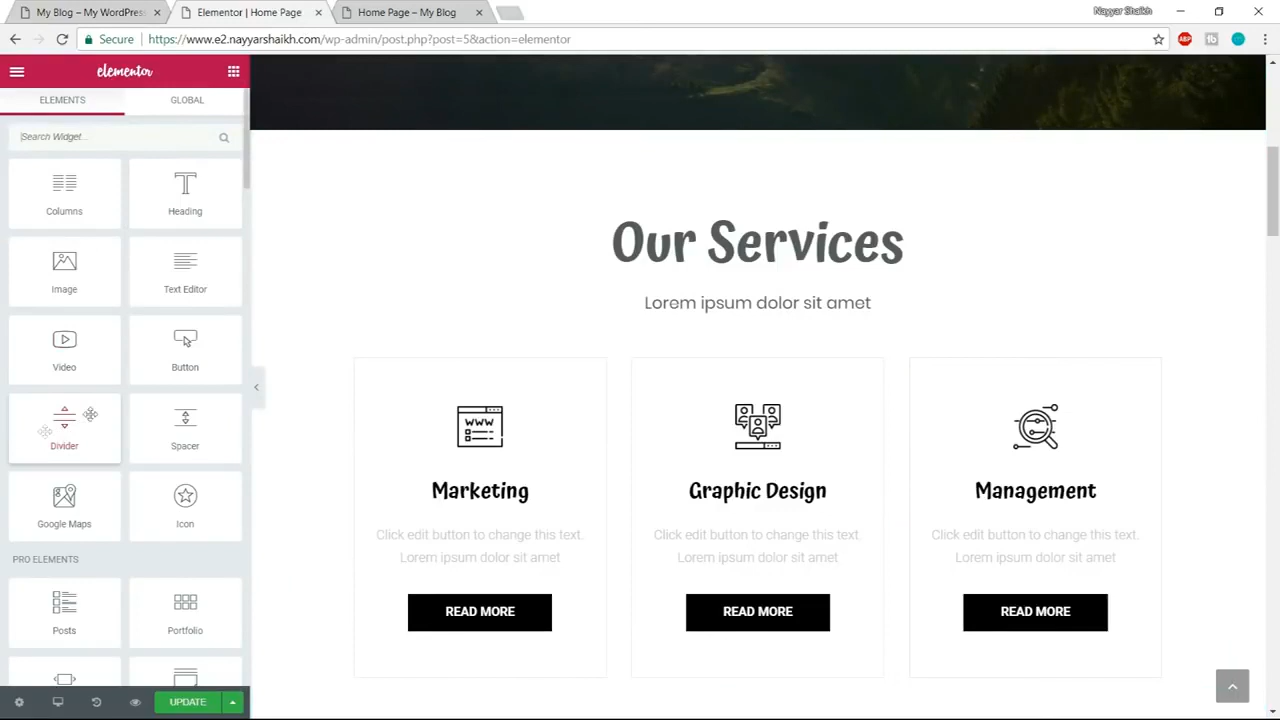 My Blog – My WordPres
Elementor | Home Page
Home Page – My Blog
Nayyar Shaikh
Secure
https://www.e2.nayyarshaikh.com/wp-admin/post.php?post=5&action=elementor
elementor
ELEMENTS
GLOBAL
Search Widget...
Columns
Heading
Image
Text Editor
Video
Button
Divider
Spacer
Google Maps
Icon
PRO ELEMENTS
Posts
Portfolio
UPDATE
Our Services
Lorem ipsum dolor sit amet
WWW
Marketing
Click edit button to change this text.
Lorem ipsum dolor sit amet
READ MORE
Graphic Design
Click edit button to change this text.
Lorem ipsum dolor sit amet
READ MORE
Management
Click edit button to change this text.
Lorem ipsum dolor sit amet
READ MORE
ABP
tb